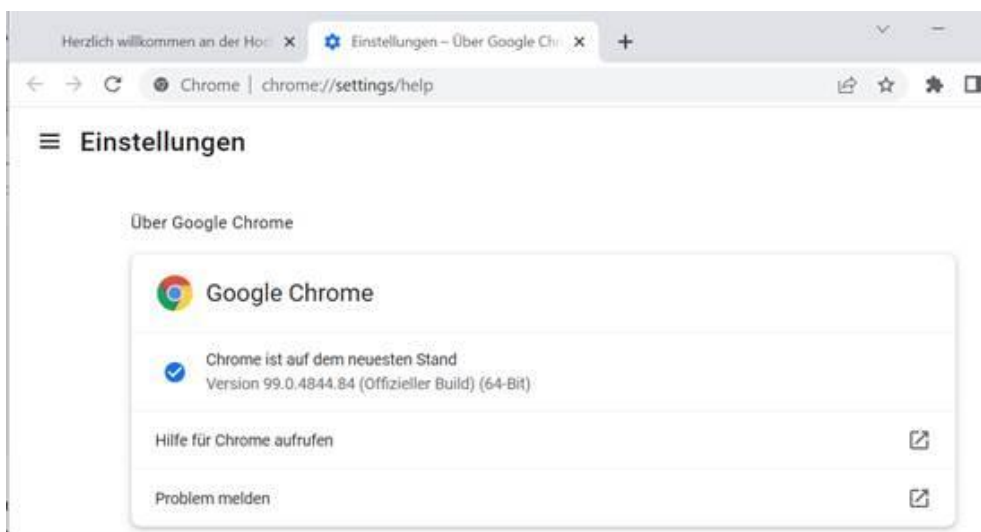 Herzlich willkommen an der Hoc
Einstellungen – Über Google Chr
Chrome | chrome://settings/help
Einstellungen
Über Google Chrome
Google Chrome
Chrome ist auf dem neuesten Stand
Version 99.0.4844.84 (Offizieller Build) (64-Bit)
Hilfe für Chrome aufrufen
Problem melden